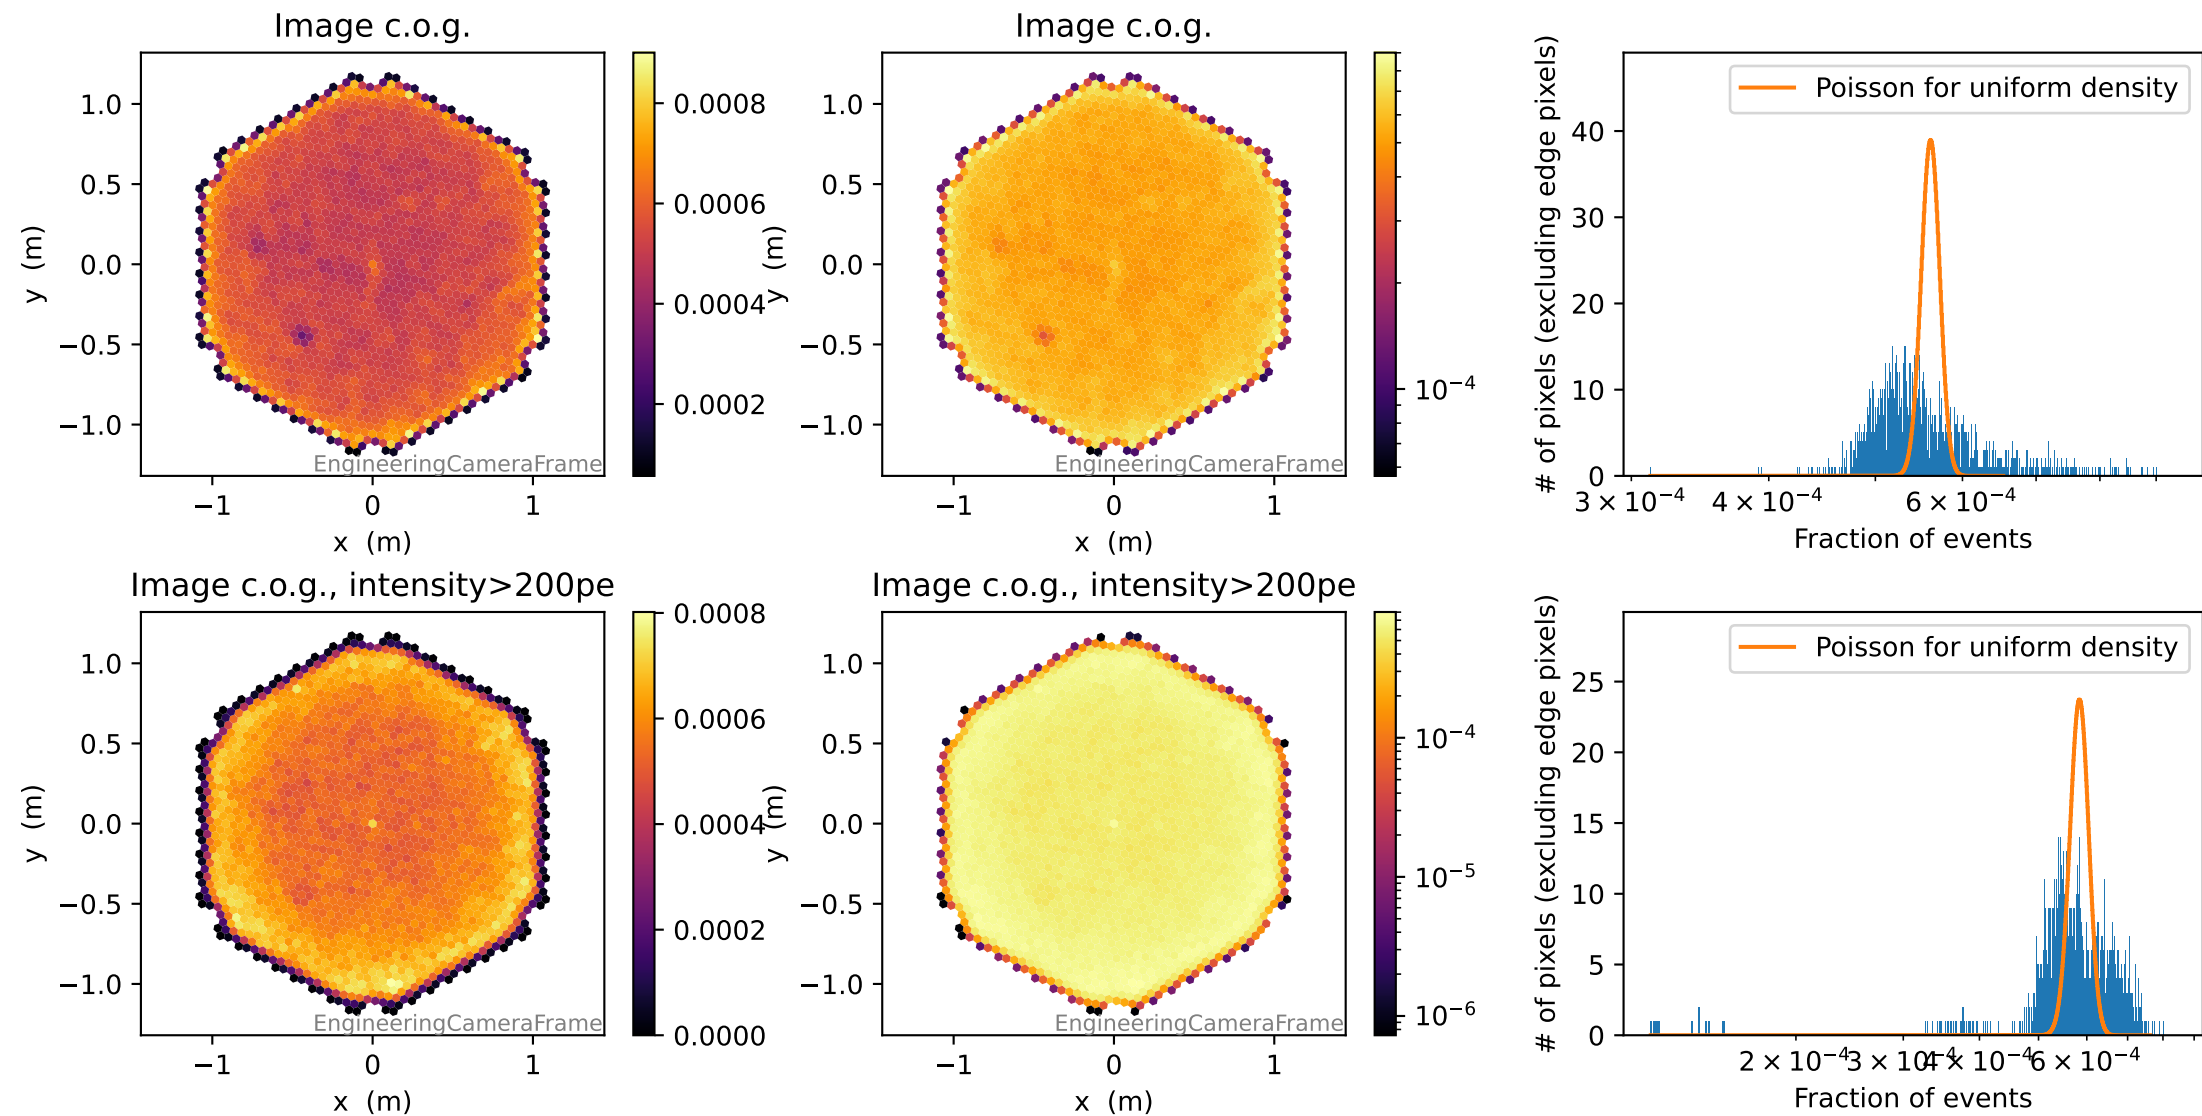 Image c.o.g.
1.0
0.5
0.0
−0.5
−1.0
y (m)
−1
0
1
x (m)
EngineeringCameraFrame
0.0008
0.0006
0.0004
0.0002
Image c.o.g.
1.0
0.5
0.0
−0.5
−1.0
y (m)
−1
0
1
x (m)
EngineeringCameraFrame
10⁻⁴
Poisson for uniform density
40
30
20
10
0
# of pixels (excluding edge pixels)
3 × 10⁻⁴
4 × 10⁻⁴
6 × 10⁻⁴
Fraction of events
Image c.o.g., intensity>200pe
1.0
0.5
0.0
−0.5
−1.0
y (m)
−1
0
1
x (m)
EngineeringCameraFrame
0.0008
0.0006
0.0004
0.0002
0.0000
Image c.o.g., intensity>200pe
1.0
0.5
0.0
−0.5
−1.0
y (m)
−1
0
1
x (m)
EngineeringCameraFrame
10⁻⁴
10⁻⁵
10⁻⁶
Poisson for uniform density
25
20
15
10
5
0
# of pixels (excluding edge pixels)
2 × 10⁻⁴
3 × 10⁻⁴
4 × 10⁻⁴
6 × 10⁻⁴
Fraction of events